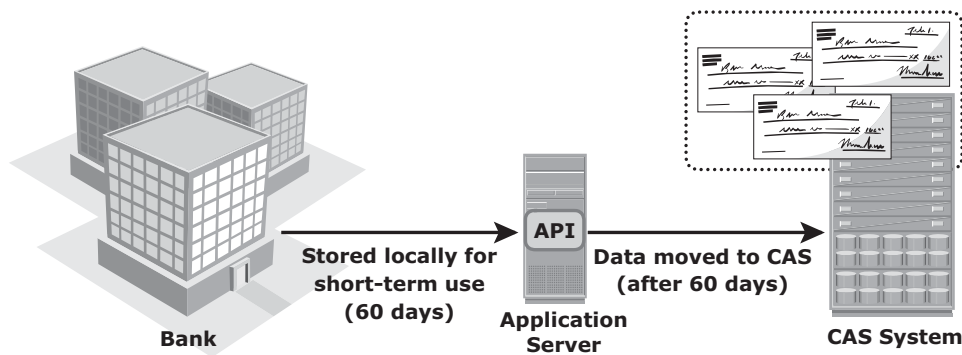 API
Stored locally for
short-term use
(60 days)
Data moved to CAS
(after 60 days)
Bank
Application
Server
CAS System